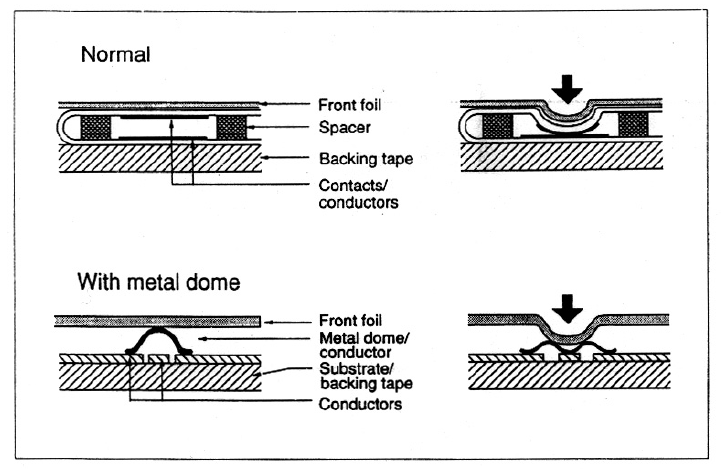 Normal
Front foil
Spacer
Backing tape
Contacts/
conductors
With metal dome
Front foil
Metal dome/
conductor
Substrate/
backing tape
Conductors